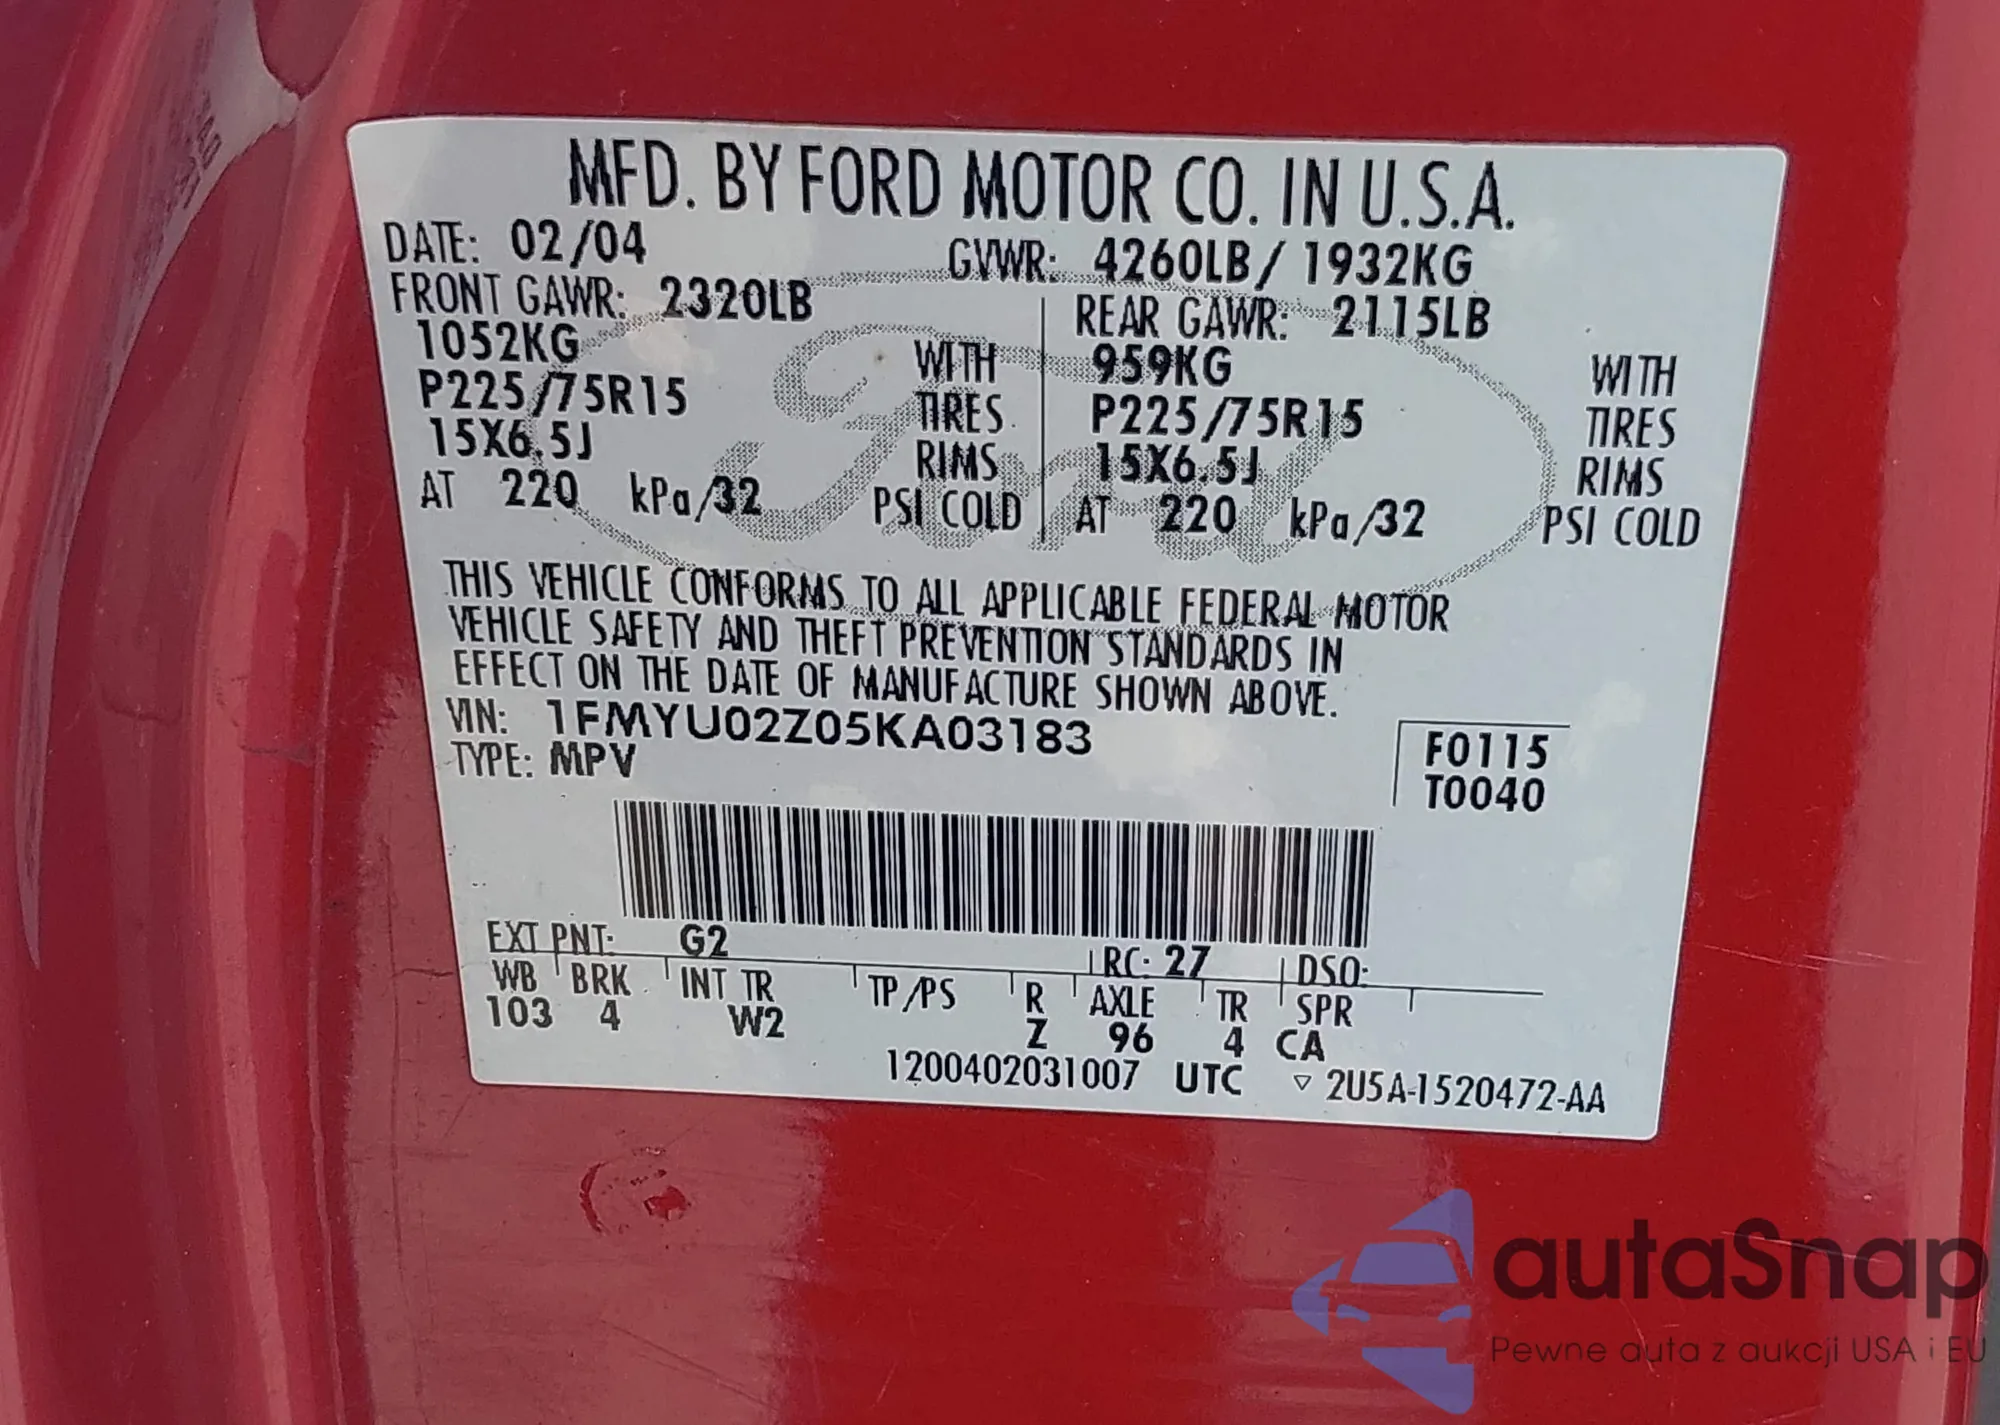 MFD. BY FORD MOTOR CO. IN U.S.A.
DATE: 02/04 GVWR: 4260LB/ 1932KG
FRONT GAWR: 2320LB REAR GAWR: 2115LB
1052KG WITH 959KG WITH
P225/75R15 TIRES P225/75R15 TIRES
15X6.5J RIMS 15X6.5J RIMS
AT 220 kPa/32 PSI COLD AT 220 kPa/32 PSI COLD
Ford
THIS VEHICLE CONFORMS TO ALL APPLICABLE FEDERAL MOTOR
VEHICLE SAFETY AND THEFT PREVENTION STANDARDS IN
EFFECT ON THE DATE OF MANUFACTURE SHOWN ABOVE.
VIN: 1FMYU02Z05KA03183
TYPE: MPV
F0115
T0040
EXT PNT: G2 RC: 27 DSO:
WB BRK INT TR TP/PS R AXLE TR SPR
103 4 W2 Z 96 4 CA
1200402031007 UTC ▽ 2U5A-1520472-AA
autaSnap
Pewne auta z aukcji USA i EU